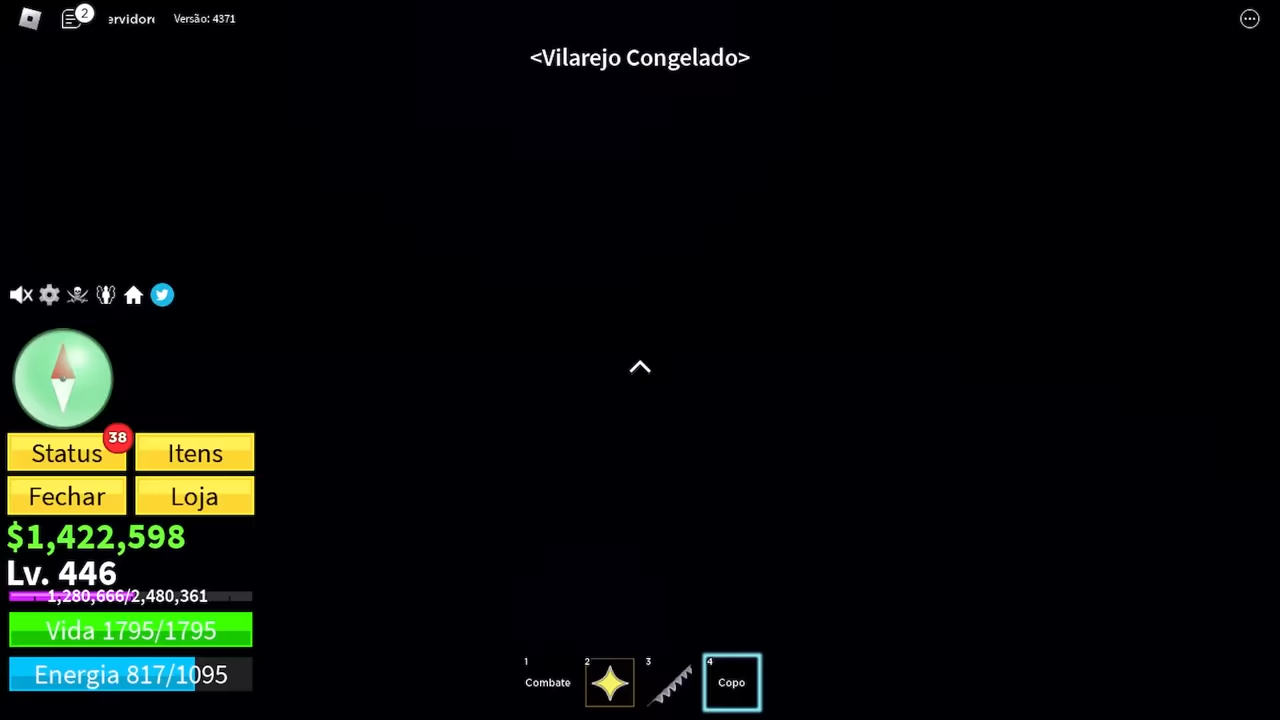 2
ervidore
Versão: 4371
<Vilarejo Congelado>
38
Status
Itens
Fechar
Loja
$1,422,598
Lv. 446
1,280,666/2,480,361
Vida 1795/1795
Energia 817/1095
1
Combate
2
3
4
Copo